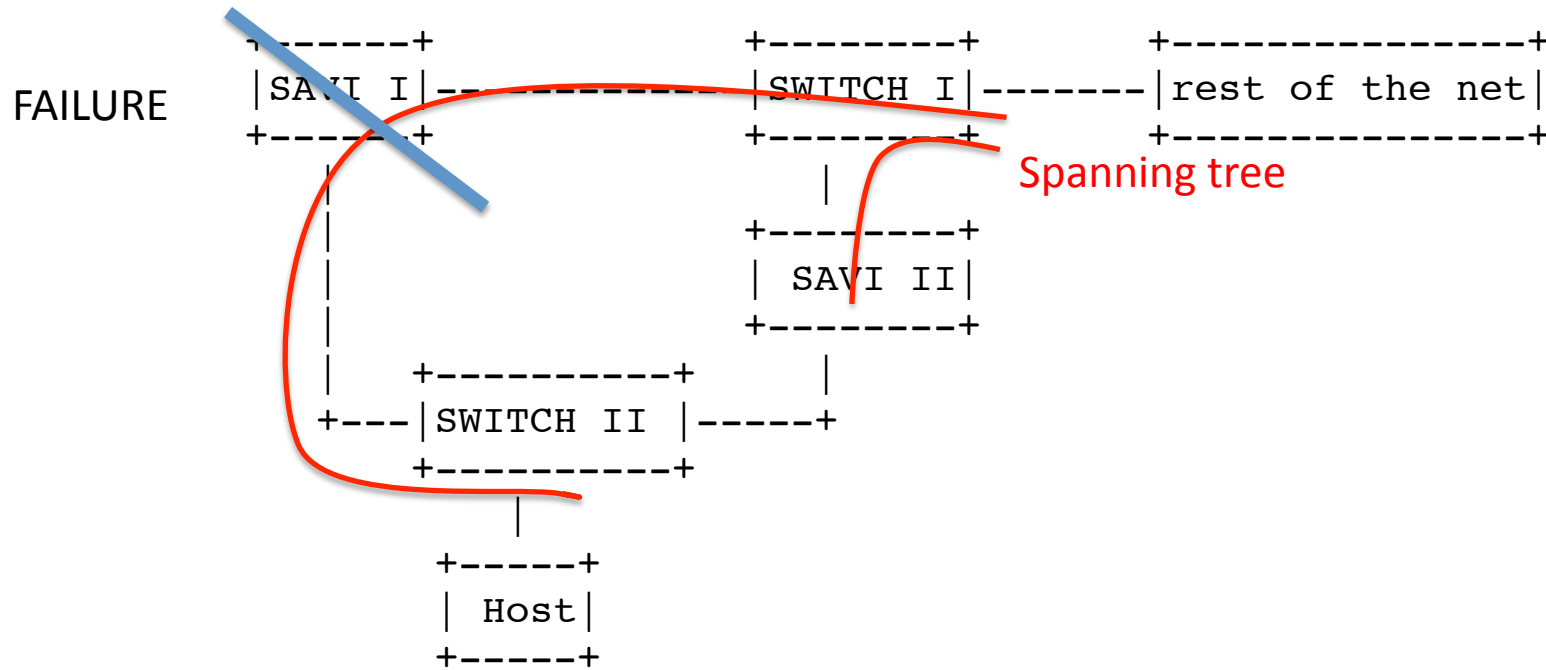 FAILURE
SAVI I
SWITCH I
rest of the net
Spanning tree
SAVI II
SWITCH II
Host